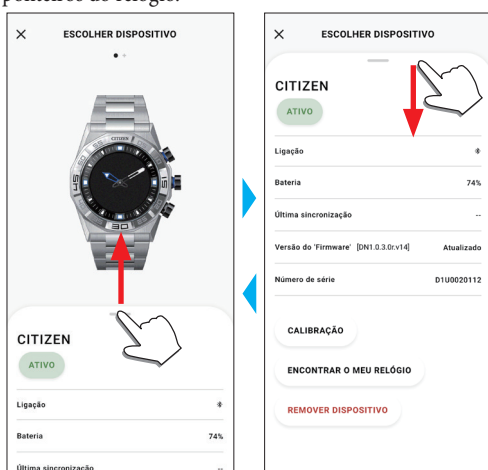 ponteiros do relógio.
ESCOLHER DISPOSITIVO
CITIZEN
ATIVO
Ligação
Bateria 74%
Última sincronização --
ESCOLHER DISPOSITIVO
CITIZEN
ATIVO
Ligação
Bateria 74%
Última sincronização --
Versão do 'Firmware' [DN1.0.3.0r.v14] Atualizado
Número de série D1U0020112
CALIBRAÇÃO
ENCONTRAR O MEU RELÓGIO
REMOVER DISPOSITIVO